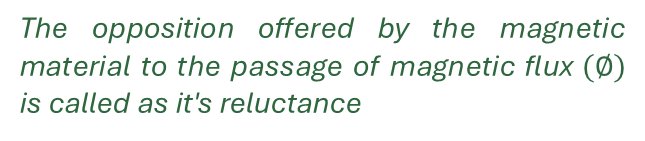 The opposition offered by the magnetic
material to the passage of magnetic flux (Ø)
is called as it's reluctance